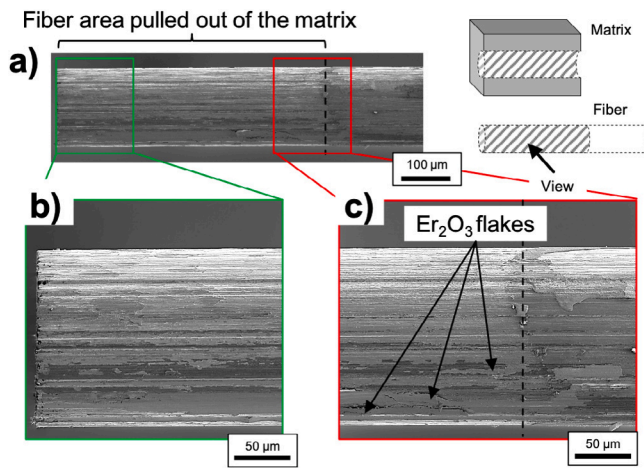 Fiber area pulled out of the matrix
a)
Matrix
Fiber
View
100 µm
b)
c)
Er₂O₃ flakes
50 µm
50 µm